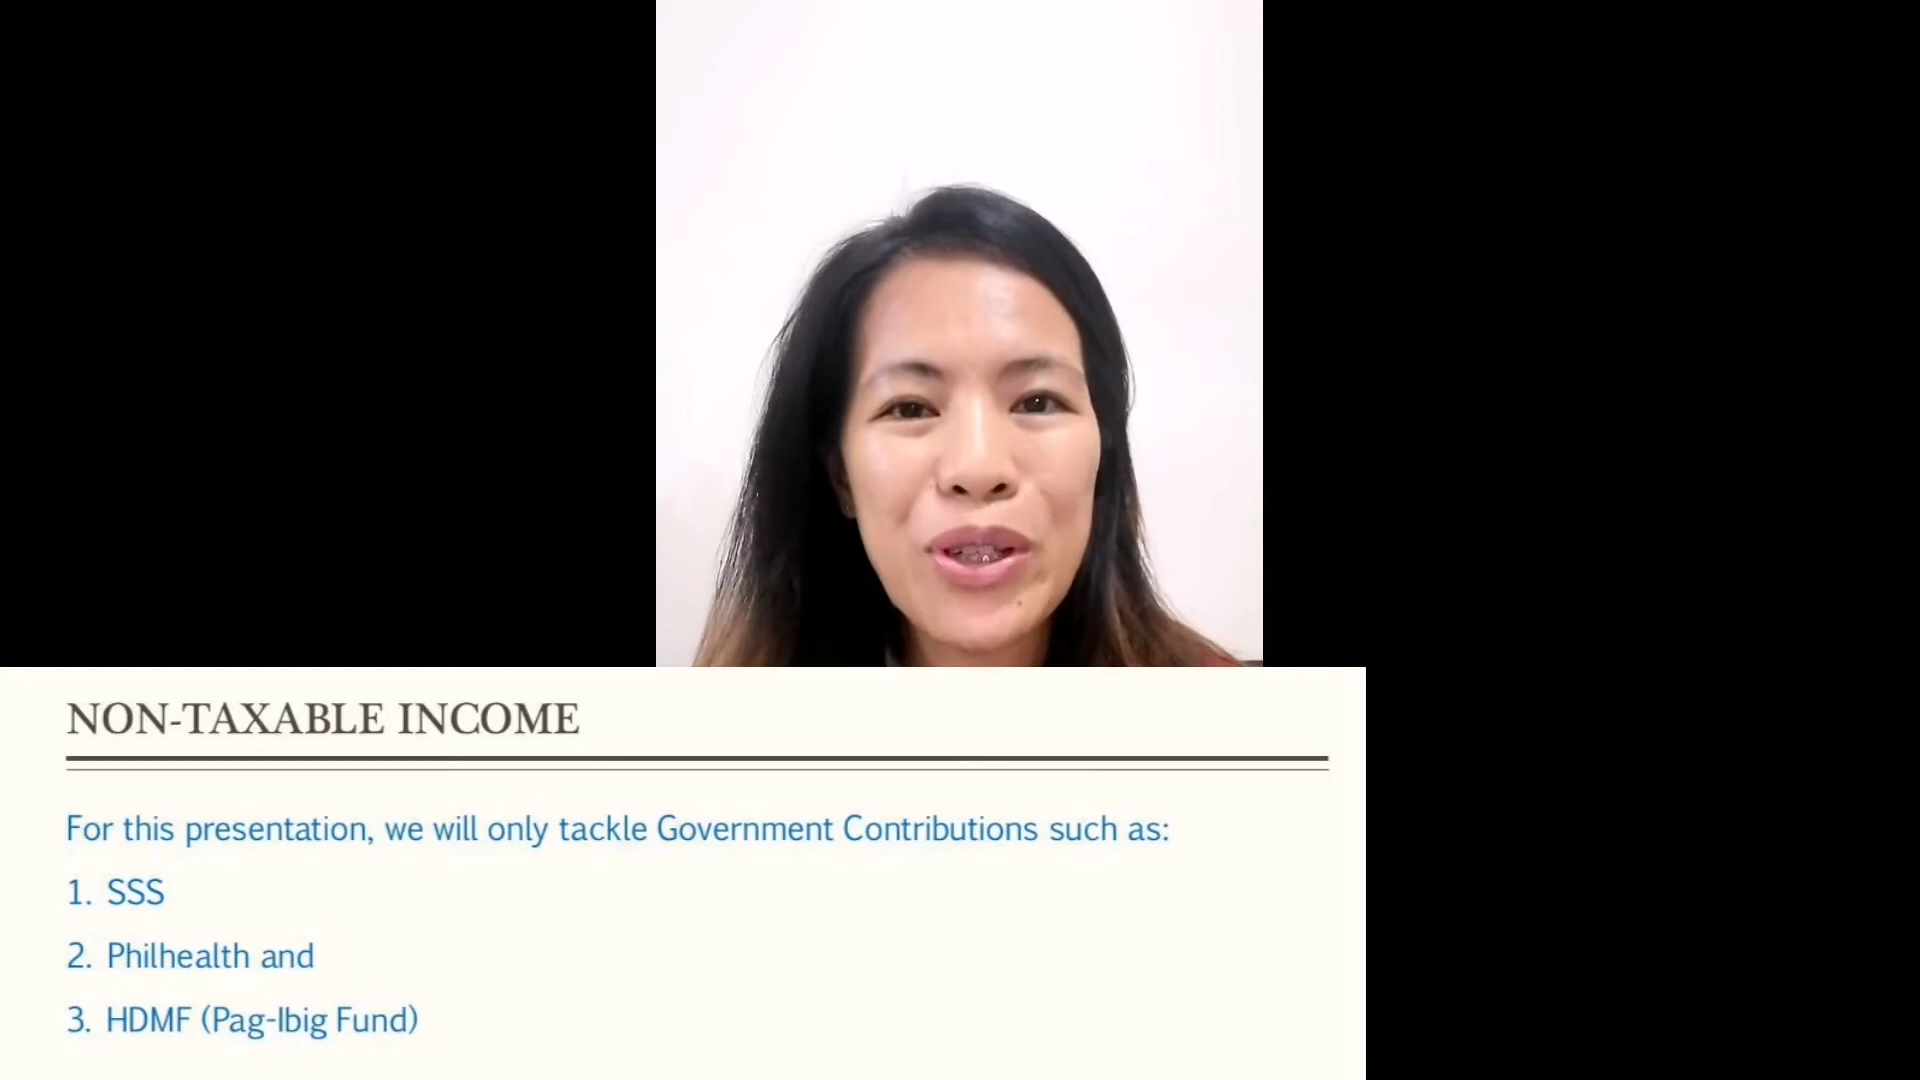 NON-TAXABLE INCOME
For this presentation, we will only tackle Government Contributions such as:
1. SSS
2. Philhealth and
3. HDMF (Pag-Ibig Fund)